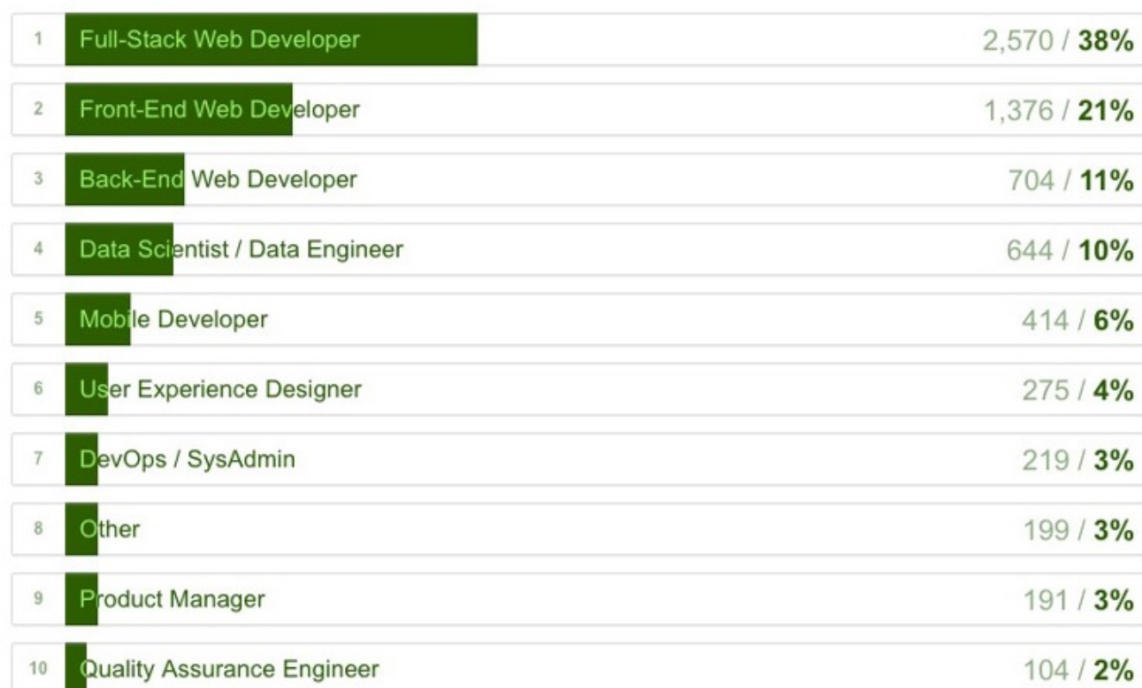 1 Full-Stack Web Developer 2,570 / 38%
2 Front-End Web Developer 1,376 / 21%
3 Back-End Web Developer 704 / 11%
4 Data Scientist / Data Engineer 644 / 10%
5 Mobile Developer 414 / 6%
6 User Experience Designer 275 / 4%
7 DevOps / SysAdmin 219 / 3%
8 Other 199 / 3%
9 Product Manager 191 / 3%
10 Quality Assurance Engineer 104 / 2%